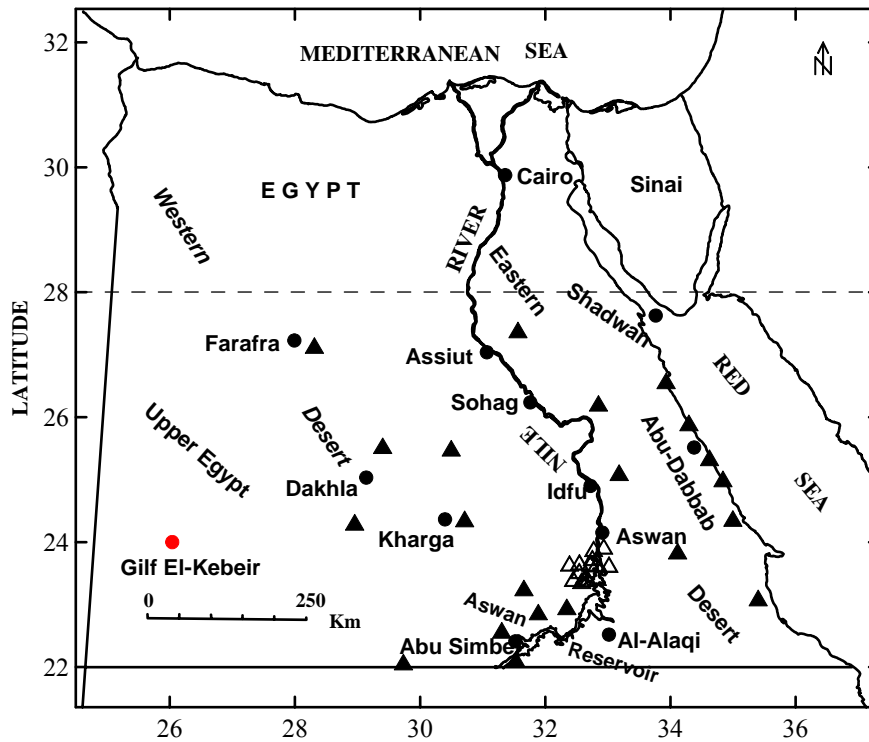 32
MEDITERRANEAN SEA
N
30
Cairo
Sinai
EGYPT
Western
RIVER
Eastern
28
Shadwan
LATITUDE
Farafra
Assiut
RED
26
Sohag
Upper Egypt
Desert
NILE
Abu-Dabbab
SEA
Dakhla
Idfu
24
Kharga
Aswan
Gilf El-Kebeir
0 250
Km
Aswan
Desert
Abu Simbel
Al-Alaqi
Reservoir
22
26 28 30 32 34 36